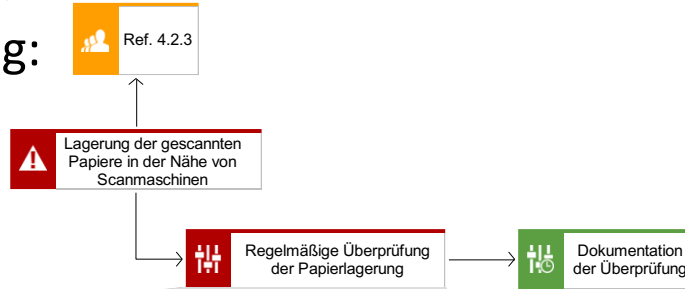 g:
Ref. 4.2.3
Lagerung der gescannten
Papiere in der Nähe von
Scanmaschinen
Regelmäßige Überprüfung
der Papierlagerung
Dokumentation
der Überprüfung